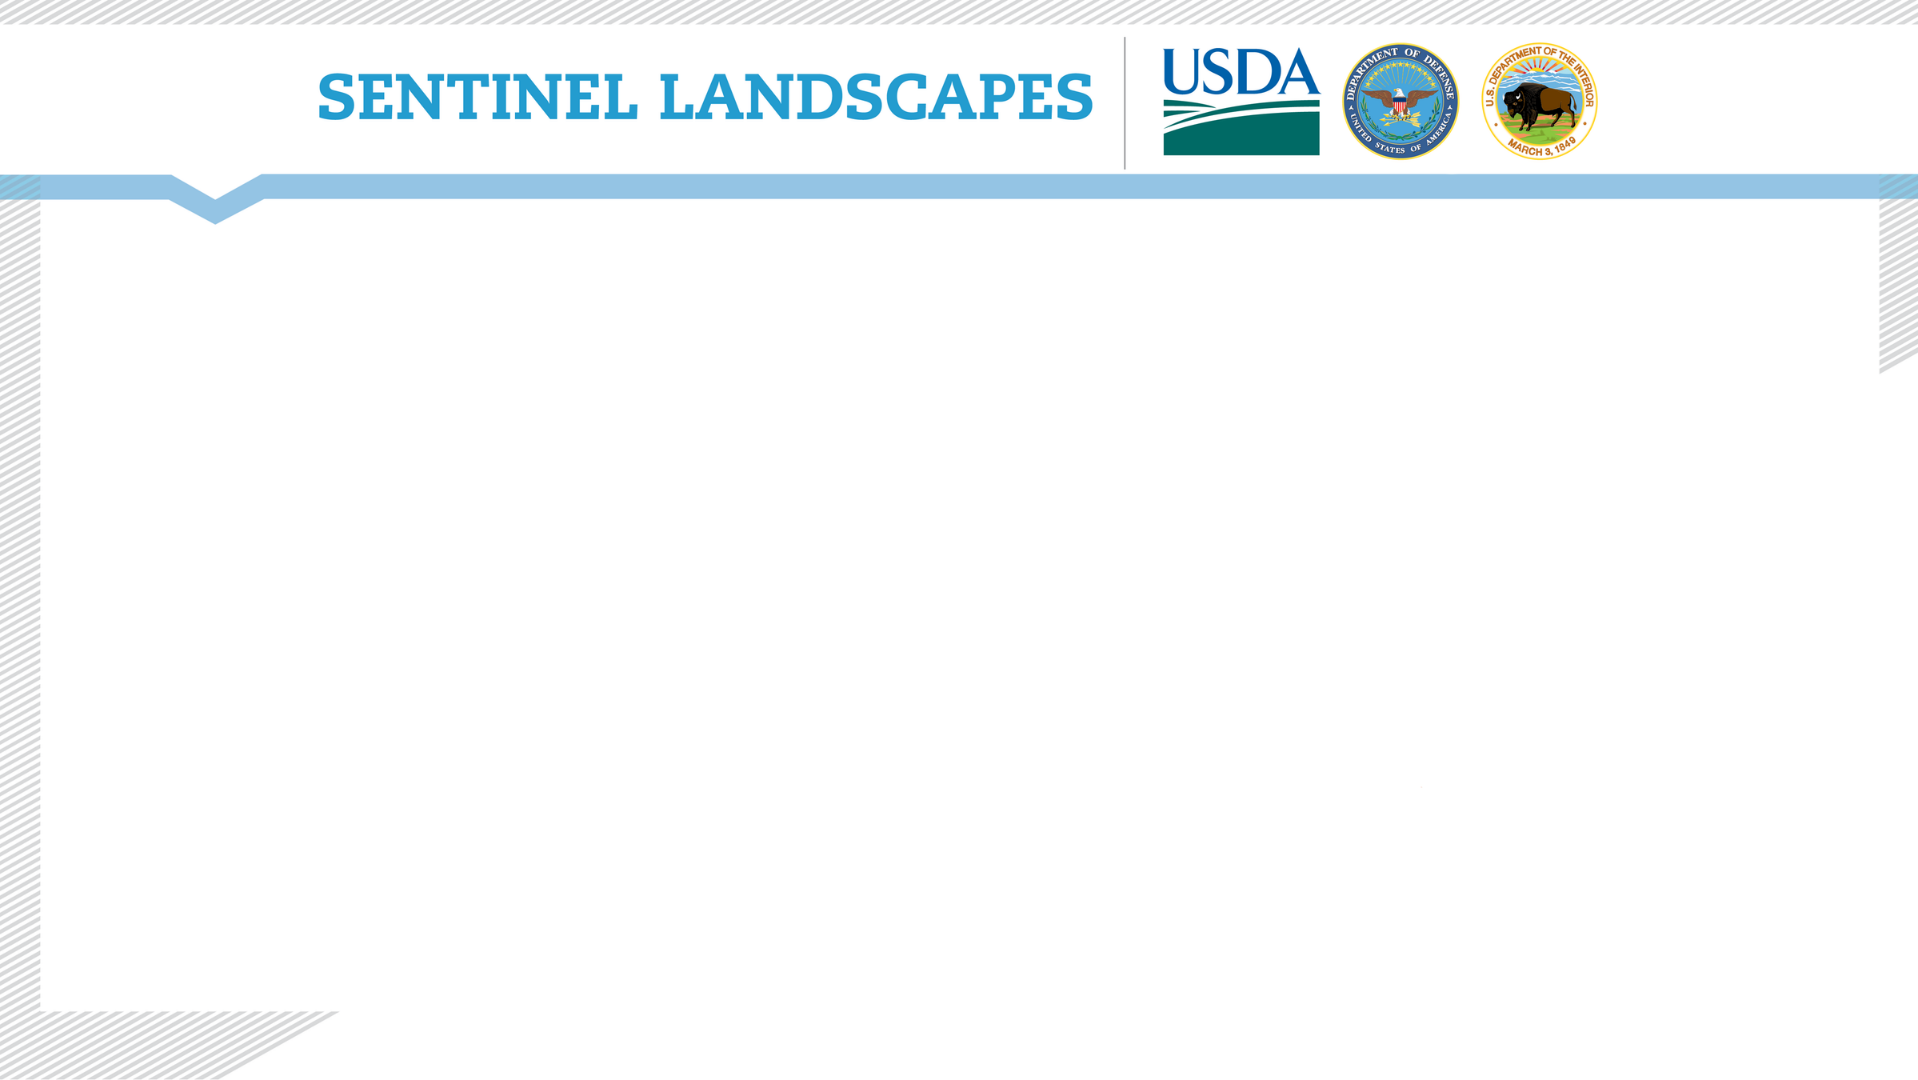 SENTINEL LANDSCAPES
USDA
DEPARTMENT OF DEFENSE
UNITED STATES OF AMERICA
U.S. DEPARTMENT OF THE INTERIOR
MARCH 3, 1849